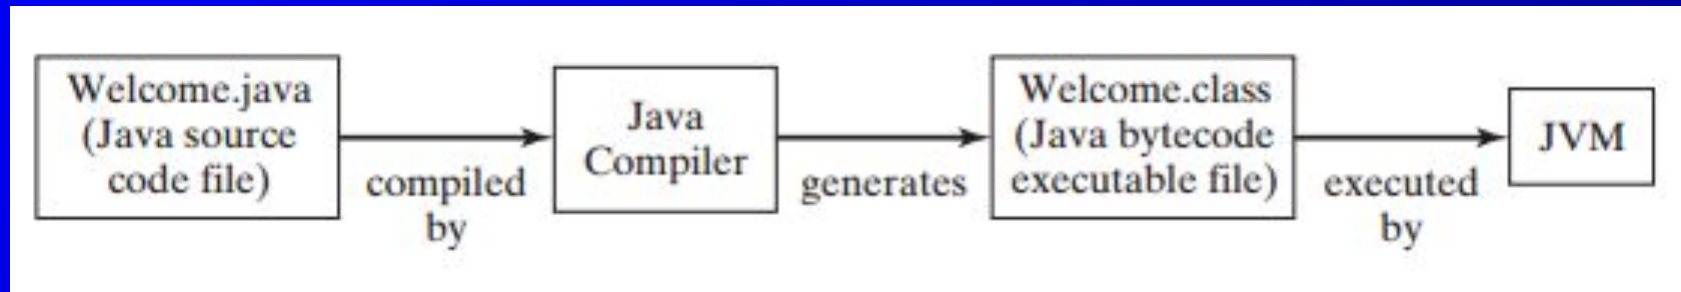 Welcome.java
(Java source
code file)
compiled
by
Java
Compiler
generates
Welcome.class
(Java bytecode
executable file)
executed
by
JVM